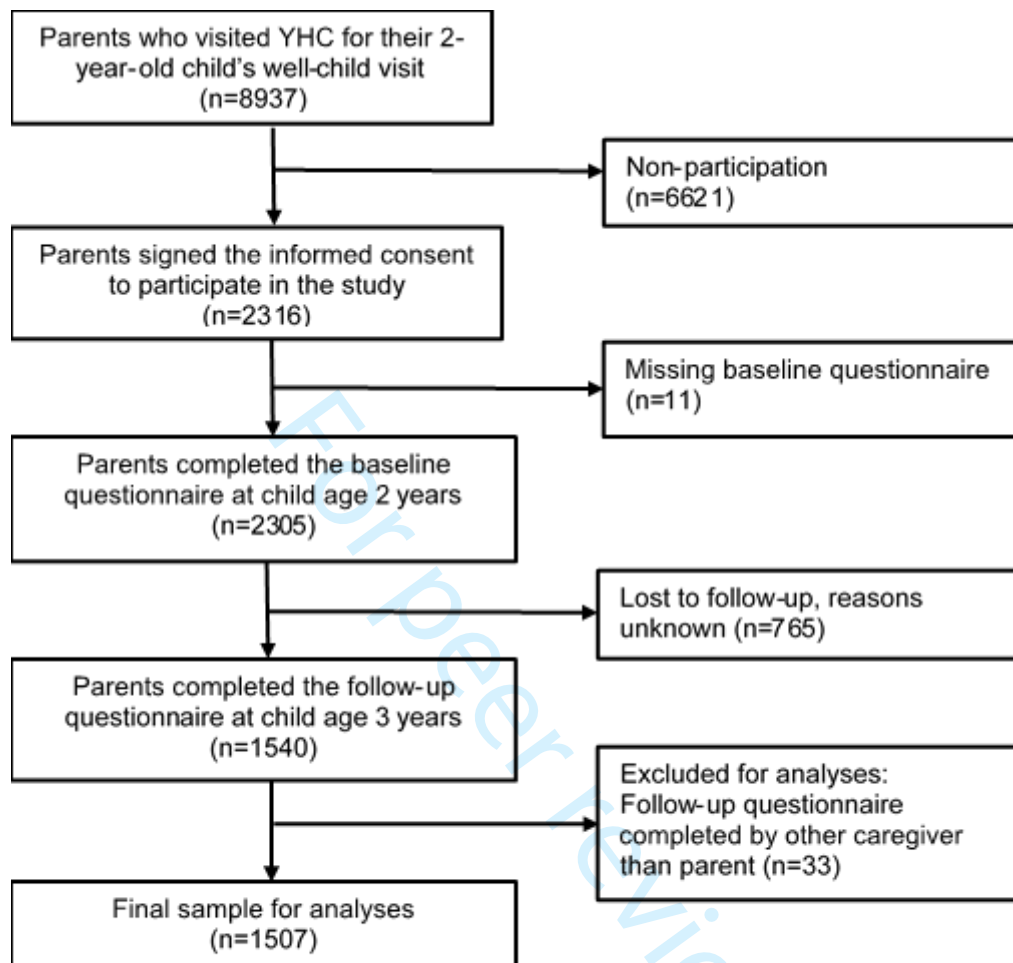 Parents who visited YHC for their 2-
year-old child's well-child visit
(n=8937)
Non-participation
(n=6621)
Parents signed the informed consent
to participate in the study
(n=2316)
Missing baseline questionnaire
(n=11)
Parents completed the baseline
questionnaire at child age 2 years
(n=2305)
Lost to follow-up, reasons
unknown (n=765)
Parents completed the follow-up
questionnaire at child age 3 years
(n=1540)
Excluded for analyses:
Follow-up questionnaire
completed by other caregiver
than parent (n=33)
Final sample for analyses
(n=1507)
For peer revie